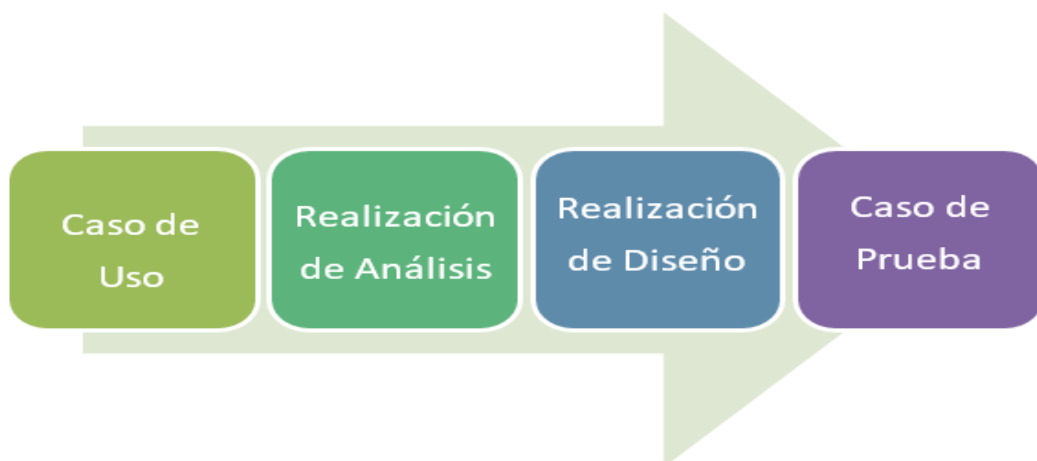 Caso de
Uso
Realización
de Análisis
Realización
de Diseño
Caso de
Prueba